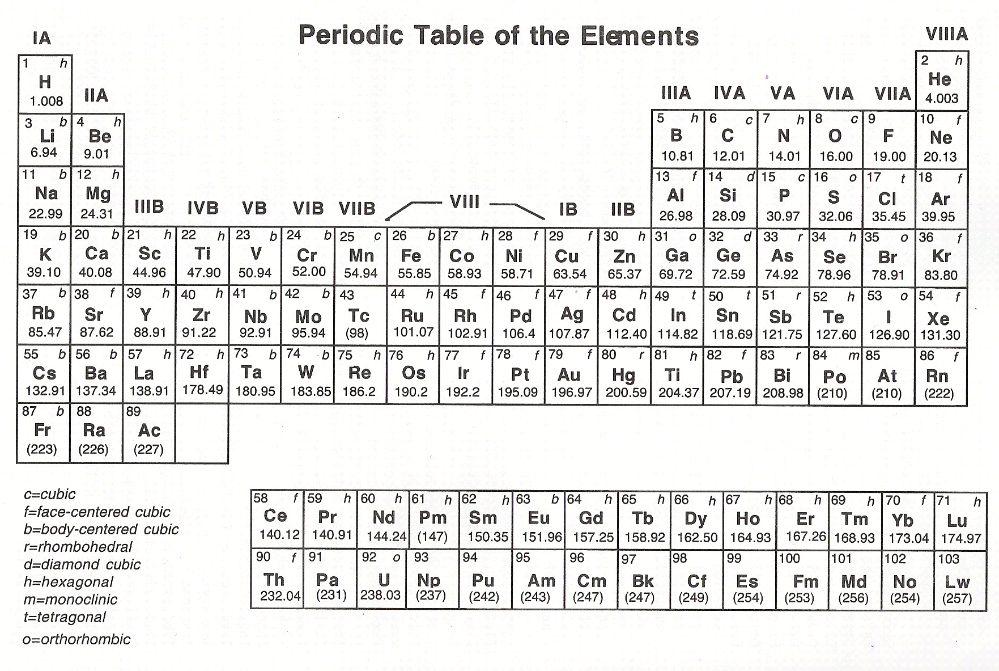 Periodic Table of the Elements
IA
VIIIA
1 h
H
1.008
2 h
He
4.003
IIA
IIIA IVA VA VIA VIIA
3 b 4 h 5 h 6 c 7 h 8 c 9 10 f
Li Be B C N O F Ne
6.94 9.01 10.81 12.01 14.01 16.00 19.00 20.13
11 b 12 h 13 f 14 d 15 c 16 o 17 t 18 f
Na Mg Al Si P S Cl Ar
22.99 24.31 26.98 28.09 30.97 32.06 35.45 39.95
IIIB IVB VB VIB VIIB VIII IB IIB
19 b 20 b 21 h 22 h 23 b 24 b 25 c 26 b 27 h 28 f 29 f 30 h 31 o 32 d 33 r 34 h 35 o 36 f
K Ca Sc Ti V Cr Mn Fe Co Ni Cu Zn Ga Ge As Se Br Kr
39.10 40.08 44.96 47.90 50.94 52.00 54.94 55.85 58.93 58.71 63.54 65.37 69.72 72.59 74.92 78.96 78.91 83.80
37 b 38 f 39 h 40 h 41 b 42 b 43 44 h 45 f 46 f 47 f 48 h 49 t 50 t 51 r 52 h 53 o 54 f
Rb Sr Y Zr Nb Mo Tc Ru Rh Pd Ag Cd In Sn Sb Te I Xe
85.47 87.62 88.91 91.22 92.91 95.94 (98) 101.07 102.91 106.4 107.87 112.40 114.82 118.69 121.75 127.60 126.90 131.30
55 b 56 b 57 h 72 h 73 b 74 b 75 h 76 h 77 f 78 f 79 f 80 r 81 h 82 f 83 r 84 m 85 86 f
Cs Ba La Hf Ta W Re Os Ir Pt Au Hg Tl Pb Bi Po At Rn
132.91 137.34 138.91 178.49 180.95 183.85 186.2 190.2 192.2 195.09 196.97 200.59 204.37 207.19 208.98 (210) (210) (222)
87 b 88 89
Fr Ra Ac
(223) (226) (227)
c=cubic
f=face-centered cubic
b=body-centered cubic
r=rhombohedral
d=diamond cubic
h=hexagonal
m=monoclinic
t=tetragonal
o=orthorhombic
58 f 59 h 60 h 61 h 62 h 63 b 64 h 65 h 66 h 67 h 68 h 69 h 70 f 71 h
Ce Pr Nd Pm Sm Eu Gd Tb Dy Ho Er Tm Yb Lu
140.12 140.91 144.24 (147) 150.35 151.96 157.25 158.92 162.50 164.93 167.26 168.93 173.04 174.97
90 f 91 92 o 93 94 95 96 97 98 99 100 101 102 103
Th Pa U Np Pu Am Cm Bk Cf Es Fm Md No Lw
232.04 (231) 238.03 (237) (242) (243) (247) (247) (249) (254) (253) (256) (254) (257)